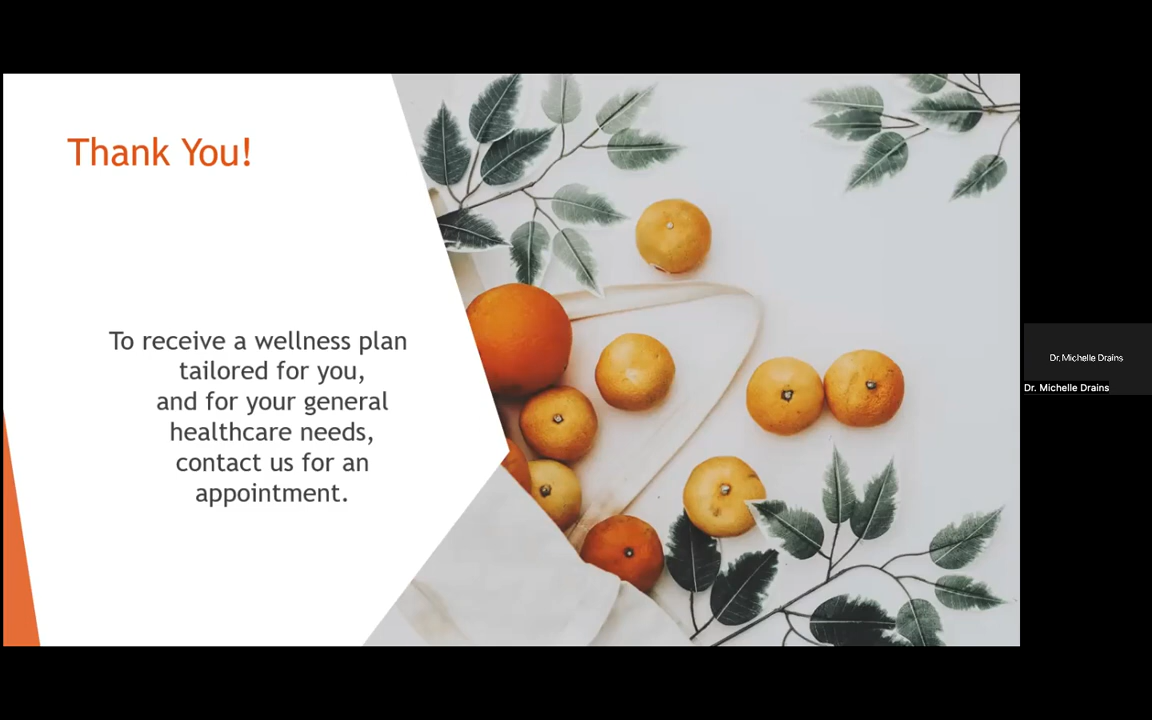 Thank You!
To receive a wellness plan
tailored for you,
and for your general
healthcare needs,
contact us for an
appointment.
Dr, Michelle Drains
Dr. Michelle Drains